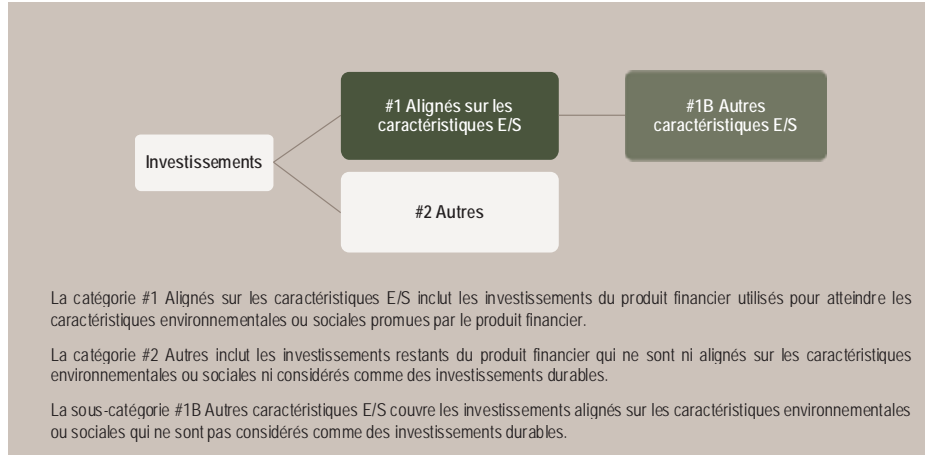 #1 Alignés sur les
caractéristiques E/S
#1B Autres
caractéristiques E/S
Investissements
#2 Autres
La catégorie #1 Alignés sur les caractéristiques E/S inclut les investissements du produit financier utilisés pour atteindre les
caractéristiques environnementales ou sociales promues par le produit financier.
La catégorie #2 Autres inclut les investissements restants du produit financier qui ne sont ni alignés sur les caractéristiques
environnementales ou sociales ni considérés comme des investissements durables.
La sous-catégorie #1B Autres caractéristiques E/S couvre les investissements alignés sur les caractéristiques environnementales
ou sociales qui ne sont pas considérés comme des investissements durables.